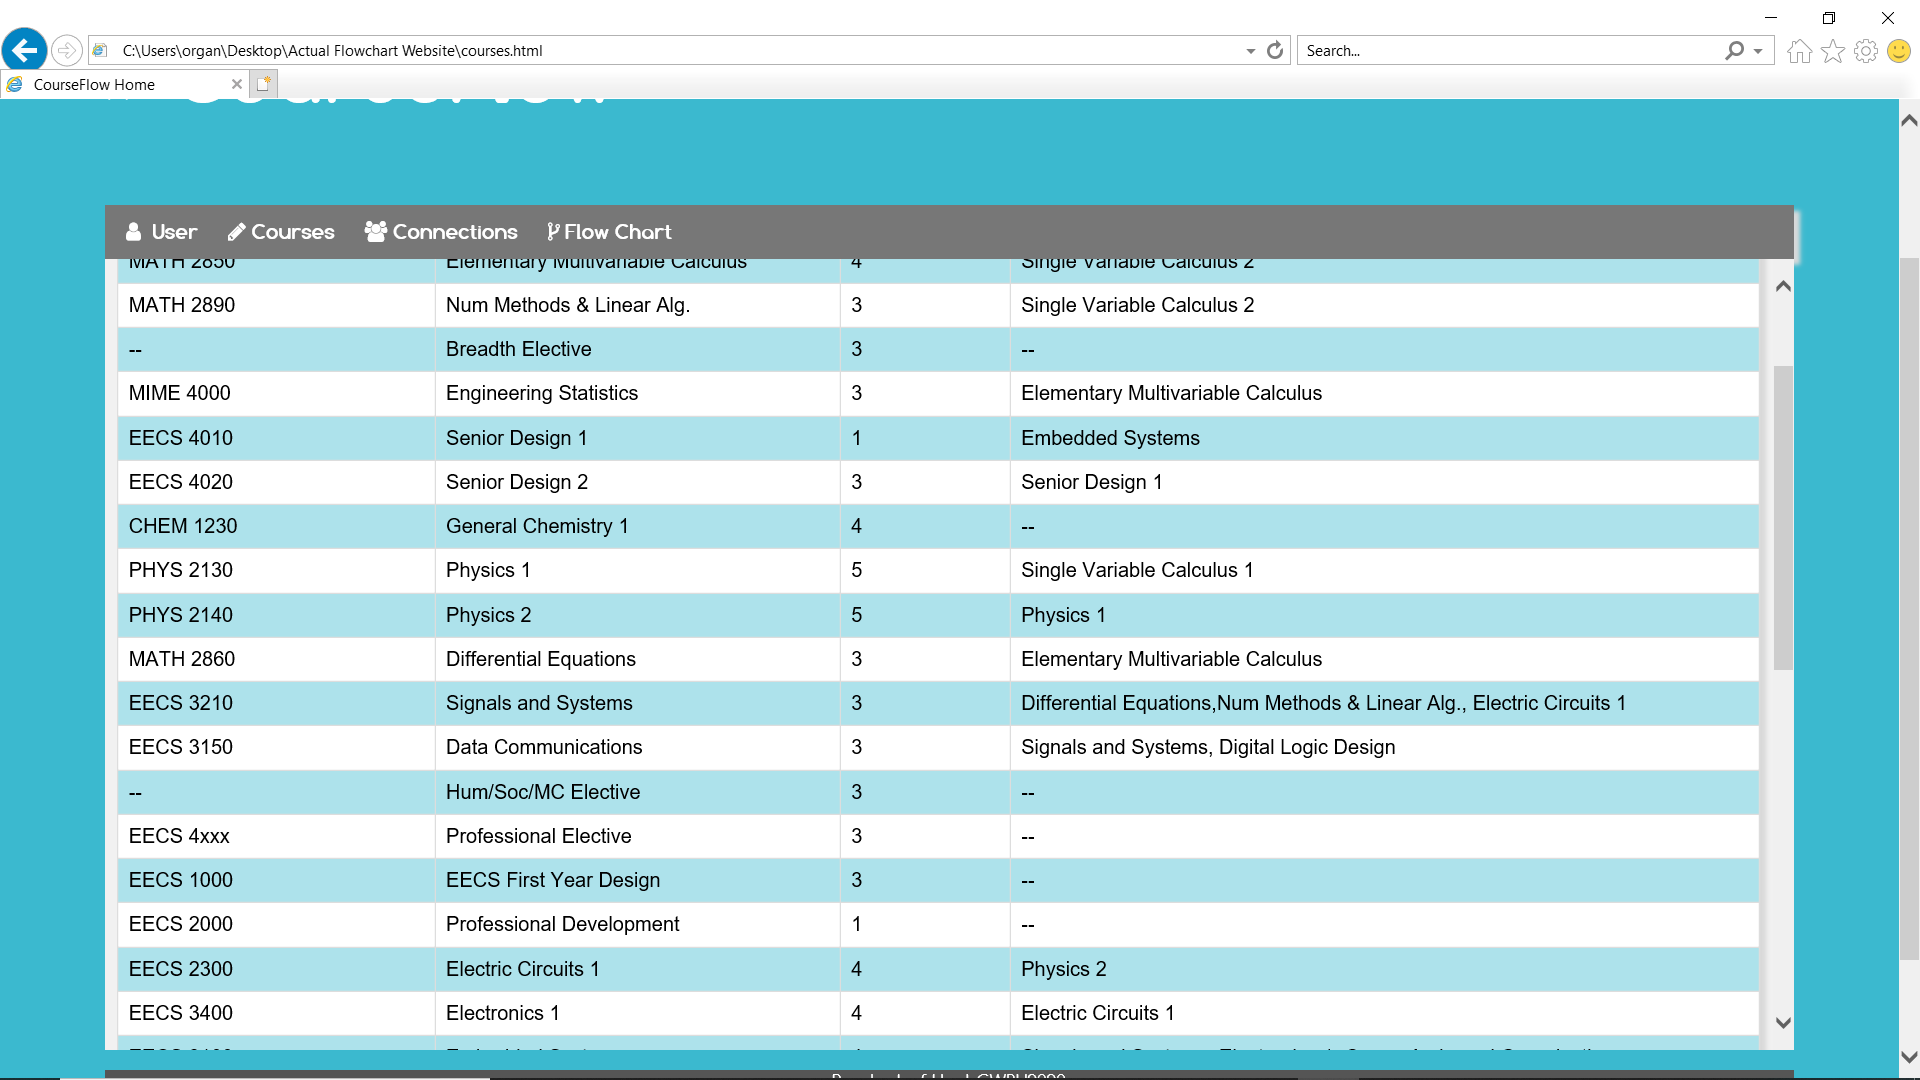 C:\Users\organ\Desktop\Actual Flowchart Website\courses.html
Search...
CourseFlow Home
User Courses Connections Flow Chart
MATH 2850 Elementary Multivariable Calculus 4 Single Variable Calculus 2
MATH 2890 Num Methods & Linear Alg. 3 Single Variable Calculus 2
-- Breadth Elective 3 --
MIME 4000 Engineering Statistics 3 Elementary Multivariable Calculus
EECS 4010 Senior Design 1 1 Embedded Systems
EECS 4020 Senior Design 2 3 Senior Design 1
CHEM 1230 General Chemistry 1 4 --
PHYS 2130 Physics 1 5 Single Variable Calculus 1
PHYS 2140 Physics 2 5 Physics 1
MATH 2860 Differential Equations 3 Elementary Multivariable Calculus
EECS 3210 Signals and Systems 3 Differential Equations,Num Methods & Linear Alg., Electric Circuits 1
EECS 3150 Data Communications 3 Signals and Systems, Digital Logic Design
-- Hum/Soc/MC Elective 3 --
EECS 4xxx Professional Elective 3 --
EECS 1000 EECS First Year Design 3 --
EECS 2000 Professional Development 1 --
EECS 2300 Electric Circuits 1 4 Physics 2
EECS 3400 Electronics 1 4 Electric Circuits 1